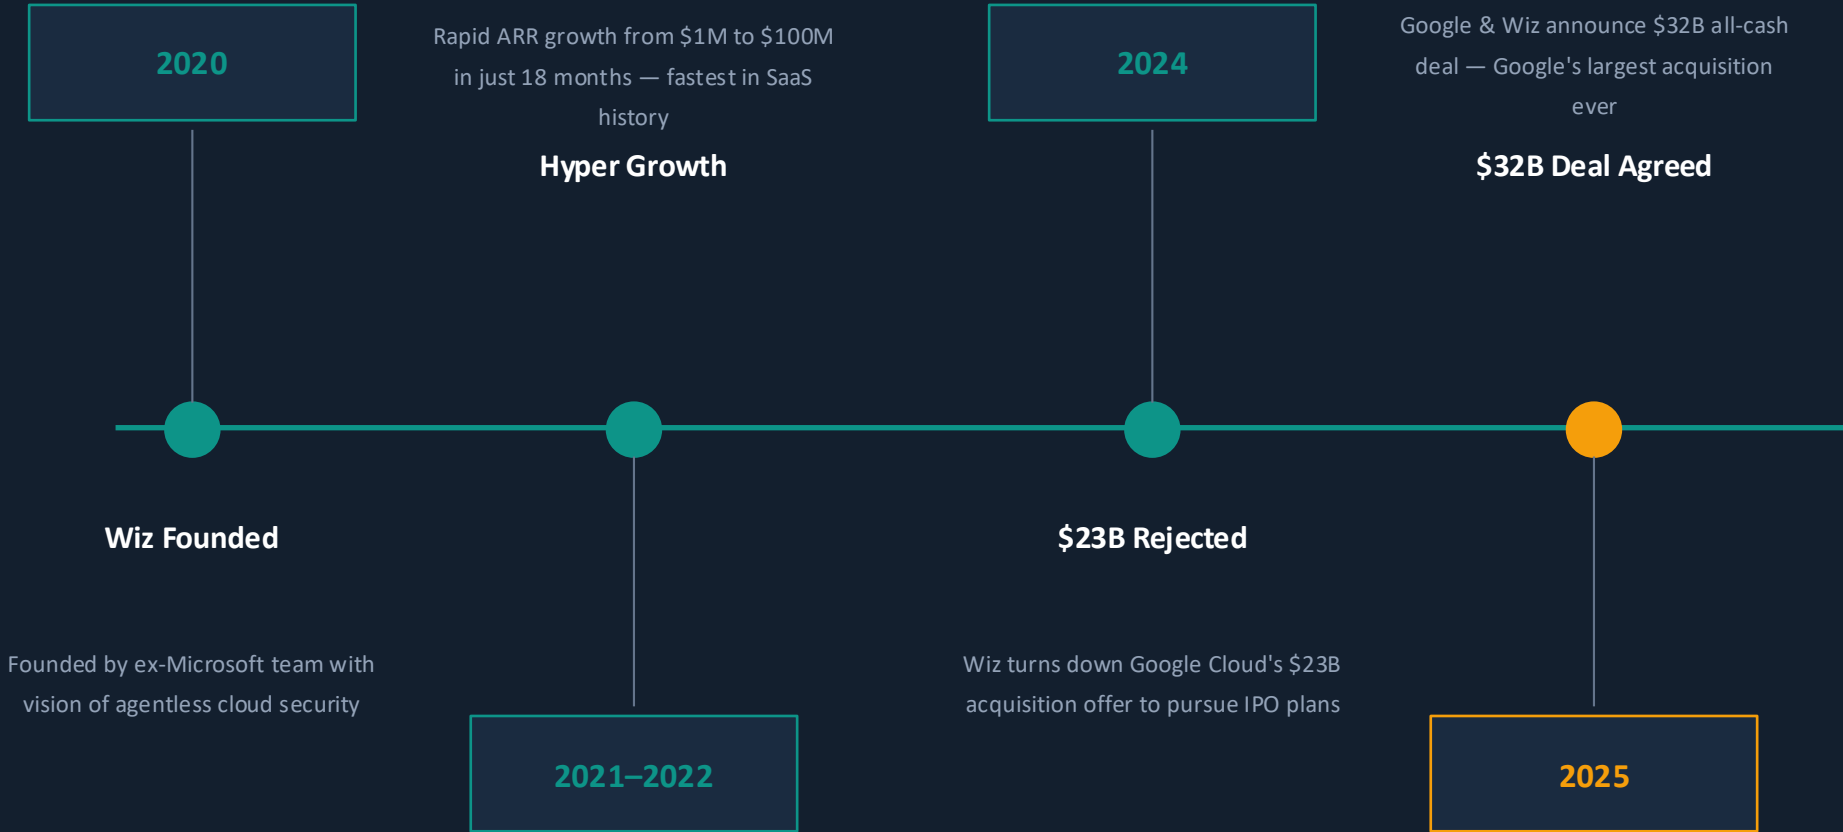 2020
Wiz Founded
Founded by ex-Microsoft team with
vision of agentless cloud security
Rapid ARR growth from $1M to $100M
in just 18 months — fastest in SaaS
history
Hyper Growth
2021–2022
2024
$23B Rejected
Wiz turns down Google Cloud's $23B
acquisition offer to pursue IPO plans
Google & Wiz announce $32B all-cash
deal — Google's largest acquisition
ever
$32B Deal Agreed
2025